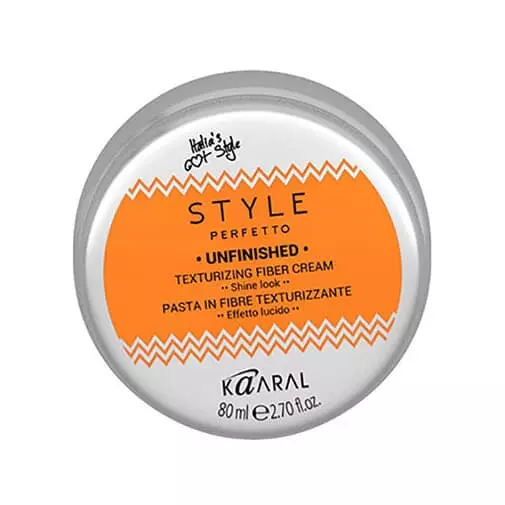 Italia's
G♥t Style
STYLE
PERFETTO
• UNFINISHED •
TEXTURIZING FIBER CREAM
•• Shine look ••
PASTA IN FIBRE TEXTURIZZANTE
•• Effetto lucido ••
KAARAL
80 ml ℮ 2.70 fl.oz.